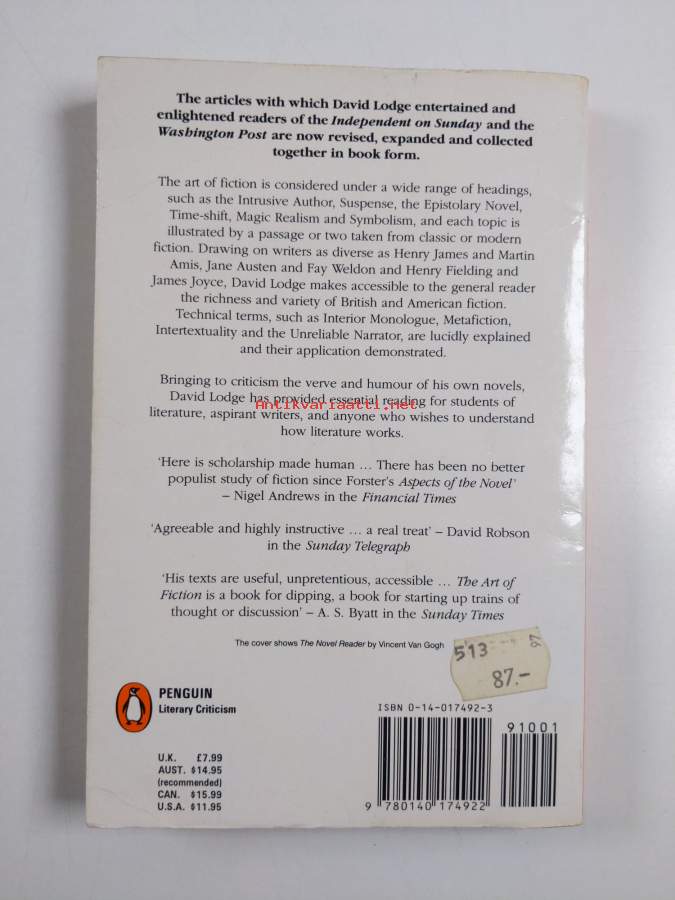 The articles with which David Lodge entertained and
enlightened readers of the Independent on Sunday and the
Washington Post are now revised, expanded and collected
together in book form.
The art of fiction is considered under a wide range of headings,
such as the Intrusive Author, Suspense, the Epistolary Novel,
Time-shift, Magic Realism and Symbolism, and each topic is
illustrated by a passage or two taken from classic or modern
fiction. Drawing on writers as diverse as Henry James and Martin
Amis, Jane Austen and Fay Weldon and Henry Fielding and
James Joyce, David Lodge makes accessible to the general reader
the richness and variety of British and American fiction.
Technical terms, such as Interior Monologue, Metafiction,
Intertextuality and the Unreliable Narrator, are lucidly explained
and their application demonstrated.
Bringing to criticism the verve and humour of his own novels,
David Lodge has provided essential reading for students of
Antikvariaatti.net
literature, aspirant writers, and anyone who wishes to understand
how literature works.
‘Here is scholarship made human … There has been no better
populist study of fiction since Forster's Aspects of the Novel’
– Nigel Andrews in the Financial Times
‘Agreeable and highly instructive … a real treat’ – David Robson
in the Sunday Telegraph
‘His texts are useful, unpretentious, accessible … The Art of
Fiction is a book for dipping, a book for starting up trains of
thought or discussion’ – A. S. Byatt in the Sunday Times
The cover shows The Novel Reader by Vincent Van Gogh
513 97
87.-
PENGUIN
Literary Criticism
ISBN 0-14-017492-3
91001
U.K. £7.99
AUST. $14.95
(recommended)
CAN. $15.99
U.S.A. $11.95
9 780140 174922